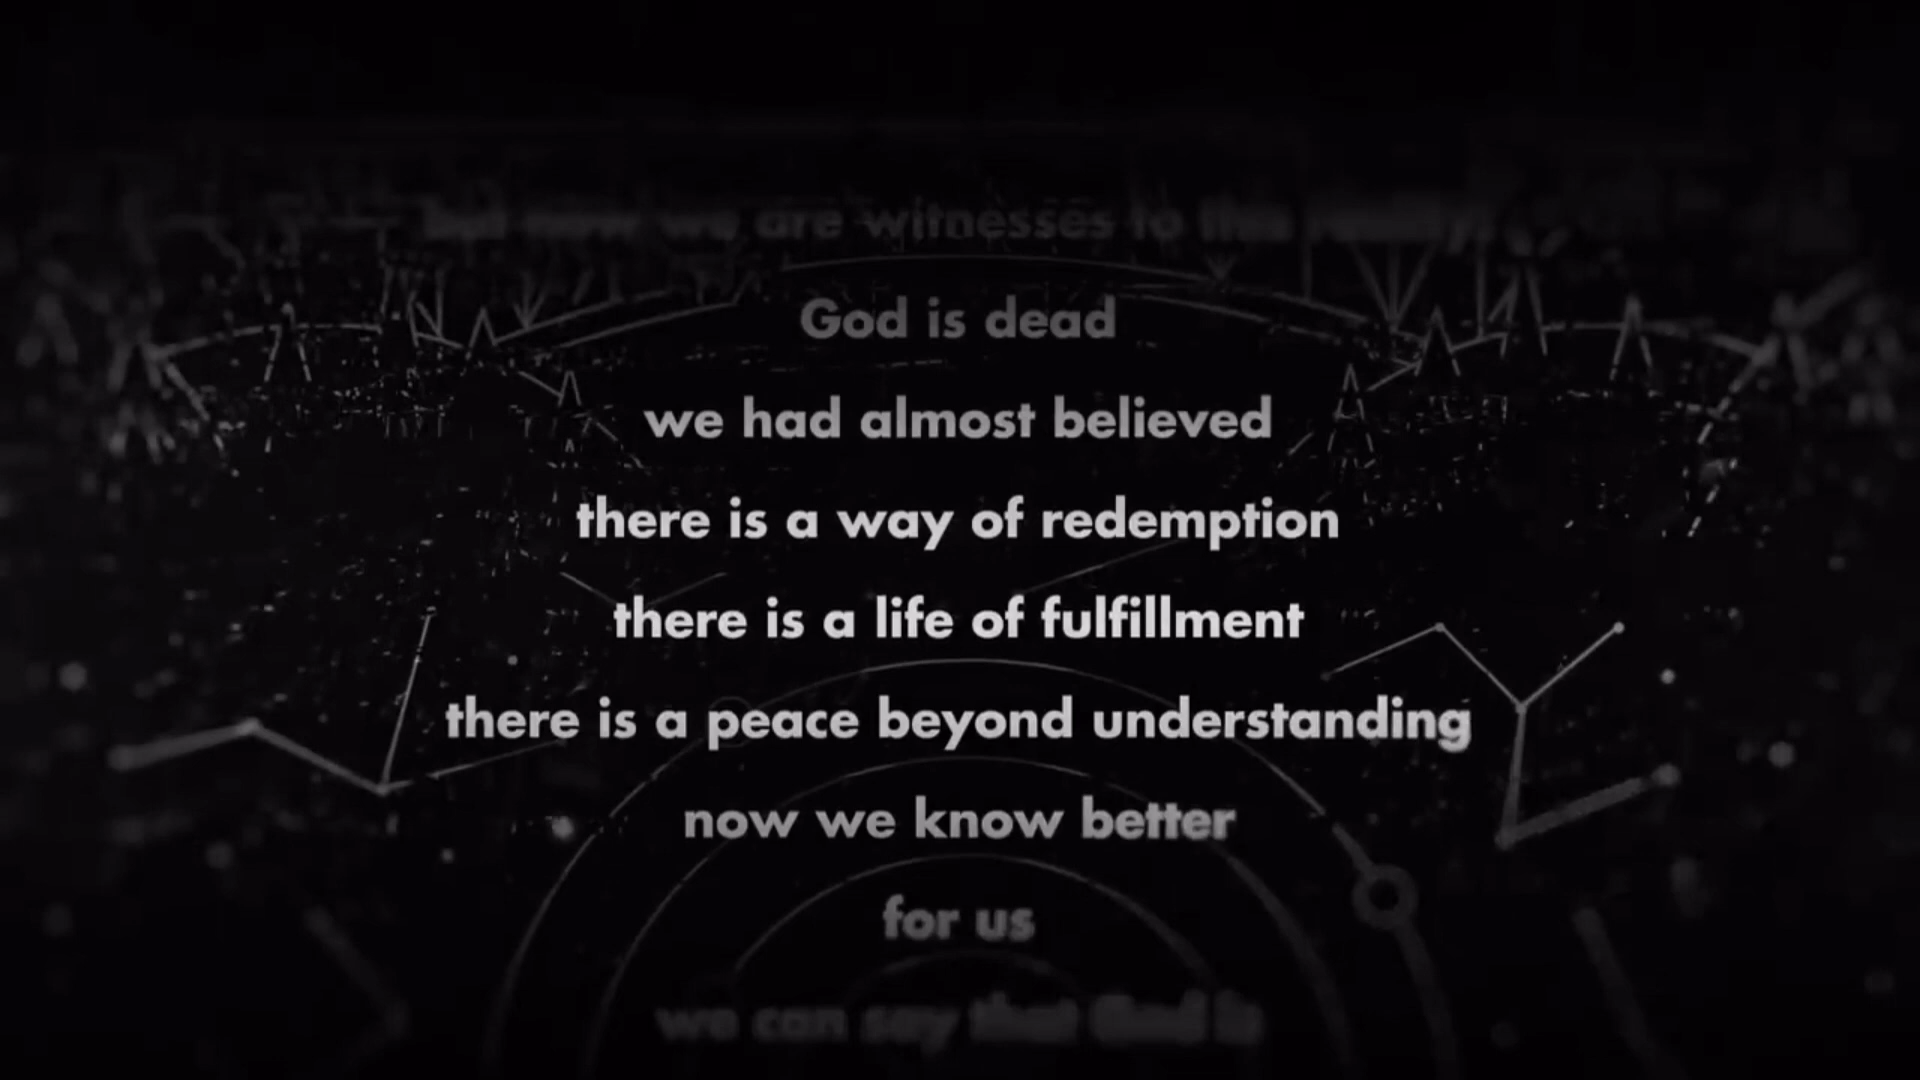 but now we are witnesses to this reality:
God is dead
we had almost believed
there is a way of redemption
there is a life of fulfillment
there is a peace beyond understanding
now we know better
for us
we can say that God is